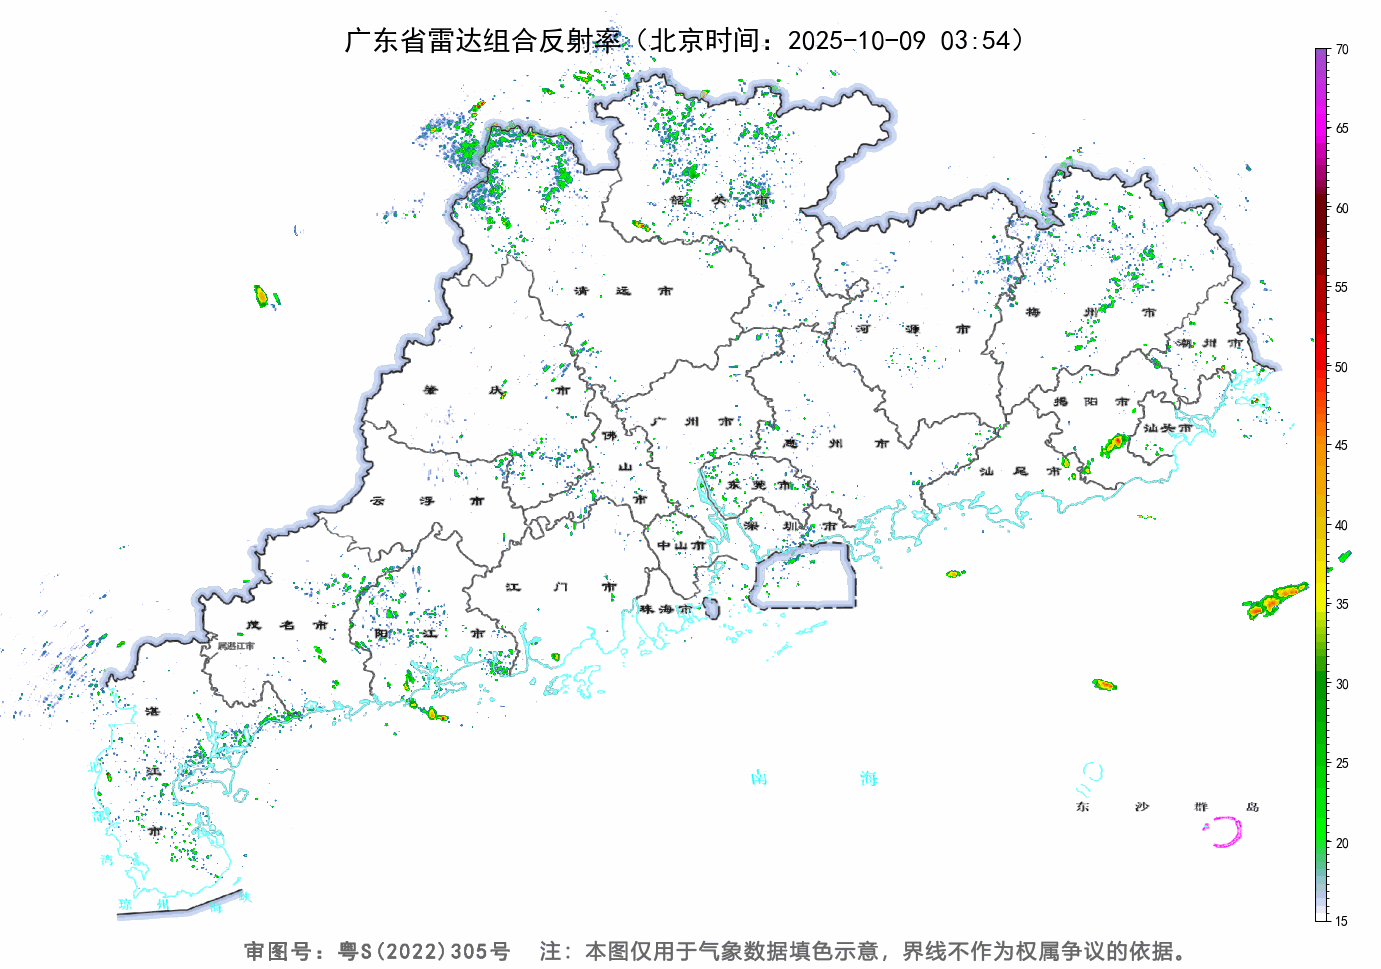 广东省雷达组合反射率（北京时间：2025-10-09 03:54）
70
65
60
55
50
45
40
35
30
25
20
15
韶关市
清远市
河源市
梅州市
潮州市
肇庆市
广州市
揭阳市
汕头市
佛山市
惠州市
汕尾市
云浮市
东莞市
深圳市
中山市
江门市
珠海市
茂名市
属湛江市
阳江市
湛江市
北部湾
琼州海峡
南海
东沙群岛
审图号：粤S(2022)305号 注：本图仅用于气象数据填色示意，界线不作为权属争议的依据。